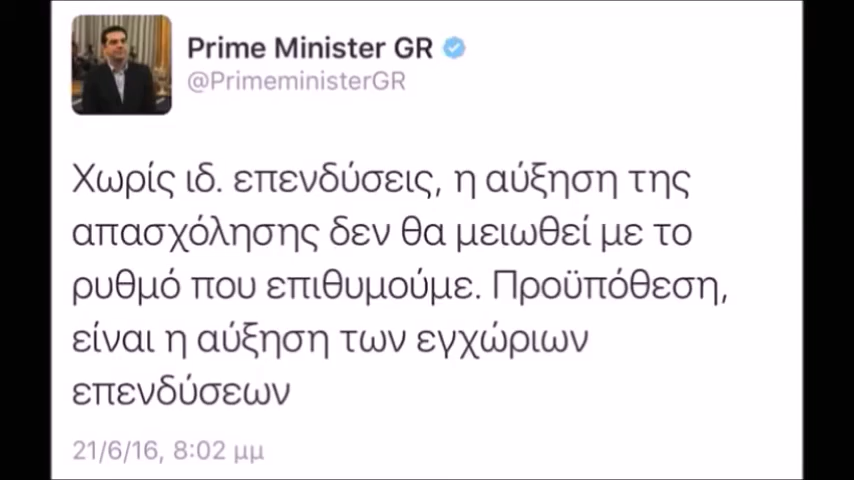 Prime Minister GR
@PrimeministerGR
Χωρίς ιδ. επενδύσεις, η αύξηση της
απασχόλησης δεν θα μειωθεί με το
ρυθμό που επιθυμούμε. Προϋπόθεση,
είναι η αύξηση των εγχώριων
επενδύσεων
21/6/16, 8:02 μμ